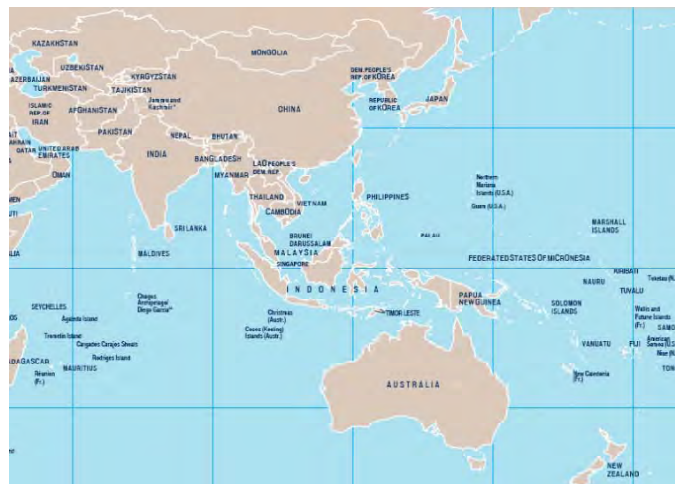 KAZAKHSTAN
MONGOLIA
UZBEKISTAN
AZERBAIJAN
KYRGYZSTAN
TURKMENISTAN
TAJIKISTAN
DEM. PEOPLE'S
REP. OF KOREA
ISLAMIC
REP. OF
IRAN
AFGHANISTAN
Jammu and
Kashmir*
CHINA
REPUBLIC
OF KOREA
JAPAN
PAKISTAN
NEPAL
BHUTAN
QATAR
UNITED ARAB
EMIRATES
INDIA
BANGLADESH
LAO PEOPLE'S
DEM. REP.
OMAN
MYANMAR
Northern
Mariana
Islands (U.S.A.)
THAILAND
VIETNAM
PHILIPPINES
Guam (U.S.A.)
CAMBODIA
MARSHALL
ISLANDS
SRI LANKA
BRUNEI
DARUSSALAM
PALAU
MALDIVES
MALAYSIA
FEDERATED STATES OF MICRONESIA
SINGAPORE
KIRIBATI
NAURU
INDONESIA
TUVALU
SEYCHELLES
Chagos
Archipelago/
Diego Garcia**
PAPUA
NEW GUINEA
SOLOMON
ISLANDS
Christmas
(Austr.)
TIMOR LESTE
Wallis and
Futuna Islands
(Fr.)
Agalega Island
Cocos (Keeling)
Islands (Austr.)
Tromelin Island
Cargados Carajos Shoals
VANUATU
FIJI
American
Rodriges Island
MAURITIUS
Réunion
(Fr.)
New Caledonia
(Fr.)
AUSTRALIA
NEW
ZEALAND